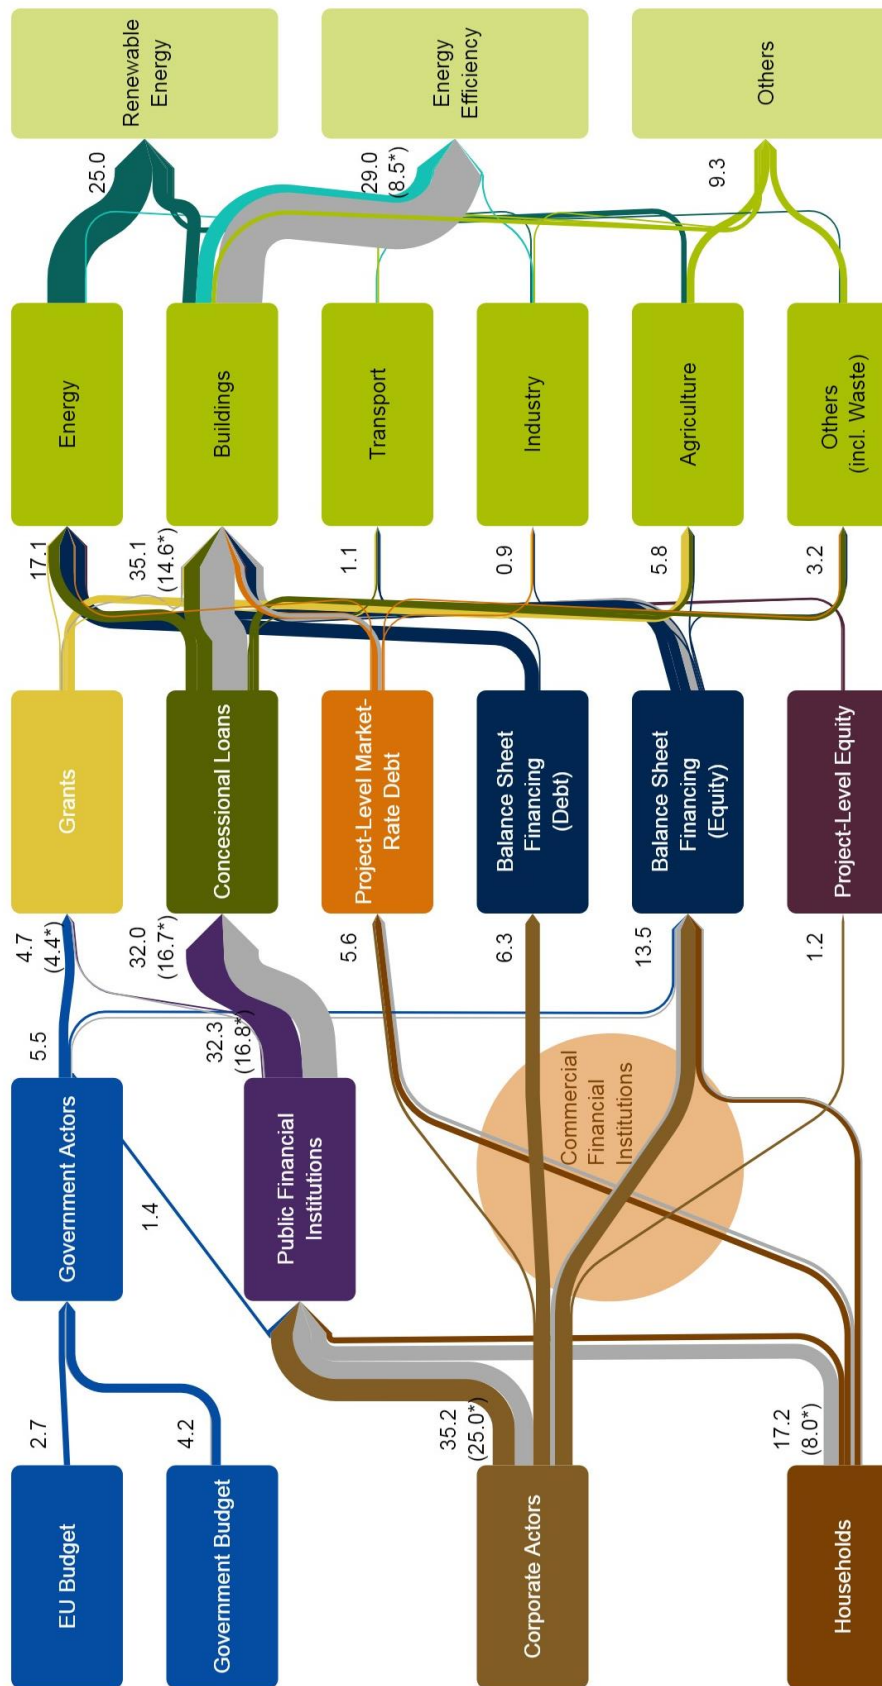 EU Budget
2.7
Government Budget
4.2
Corporate Actors
35.2
(25.0*)
Households
17.2
(8.0*)
Government Actors
5.5
1.4
Public Financial
Institutions
32.3
(16.8*)
Commercial
Financial
Institutions
4.7
(4.4*)
Grants
32.0
(16.7*)
Concessional Loans
5.6
Project-Level Market-
Rate Debt
6.3
Balance Sheet
Financing
(Debt)
13.5
Balance Sheet
Financing
(Equity)
1.2
Project-Level Equity
17.1
Energy
35.1
(14.6*)
Buildings
1.1
Transport
0.9
Industry
5.8
Agriculture
3.2
Others
(incl. Waste)
25.0
Renewable
Energy
29.0
(8.5*)
Energy
Efficiency
9.3
Others